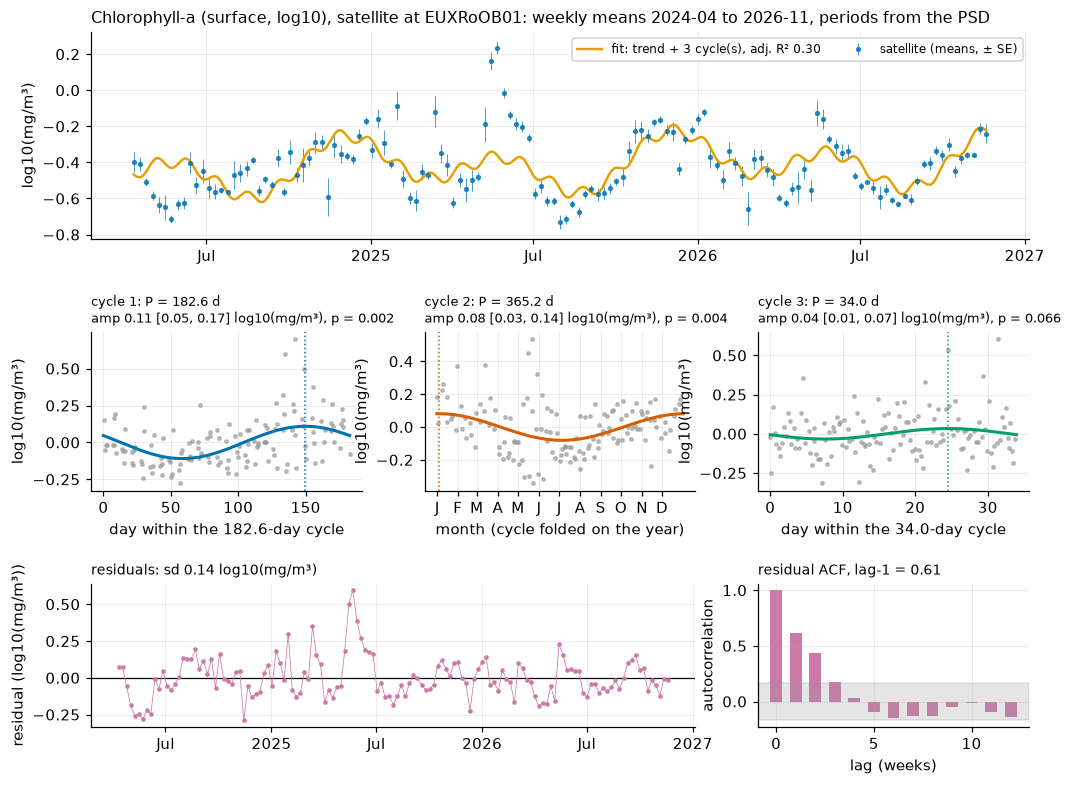 Chlorophyll-a (surface, log10), satellite at EUXRoOB01: weekly means 2024-04 to 2026-11, periods from the PSD
fit: trend + 3 cycle(s), adj. R² 0.30
satellite (means, ± SE)
log10(mg/m³)
0.2
0.0
−0.2
−0.4
−0.6
−0.8
Jul
2025
Jul
2026
Jul
2027
cycle 1: P = 182.6 d
amp 0.11 [0.05, 0.17] log10(mg/m³), p = 0.002
log10(mg/m³)
0.50
0.25
0.00
−0.25
0
50
100
150
day within the 182.6-day cycle
cycle 2: P = 365.2 d
amp 0.08 [0.03, 0.14] log10(mg/m³), p = 0.004
log10(mg/m³)
0.4
0.2
0.0
−0.2
J F M A M J J A S O N D
month (cycle folded on the year)
cycle 3: P = 34.0 d
amp 0.04 [0.01, 0.07] log10(mg/m³), p = 0.066
log10(mg/m³)
0.50
0.25
0.00
−0.25
0
10
20
30
day within the 34.0-day cycle
residuals: sd 0.14 log10(mg/m³)
residual (log10(mg/m³))
0.50
0.25
0.00
−0.25
Jul
2025
Jul
2026
Jul
2027
residual ACF, lag-1 = 0.61
autocorrelation
1.0
0.5
0.0
0
5
10
lag (weeks)